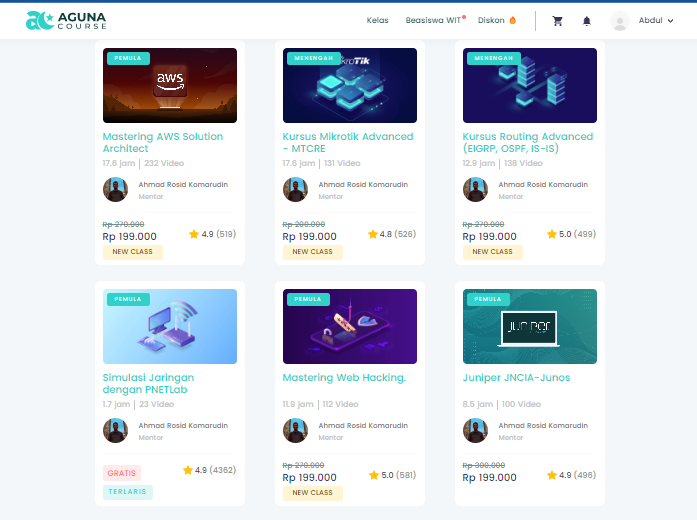 AGUNA
COURSE
Kelas
Beasiswa WIT
Diskon
Abdul
PEMULA
aws
Mastering AWS Solution
Architect
17.6 jam | 232 Video
Ahmad Rosid Komarudin
Mentor
Rp 270.000
Rp 199.000
4.9 (519)
NEW CLASS
MENENGAH
kroTik
Kursus Mikrotik Advanced
- MTCRE
17.6 jam | 131 Video
Ahmad Rosid Komarudin
Mentor
Rp 200.000
Rp 199.000
4.8 (526)
NEW CLASS
MENENGAH
Kursus Routing Advanced
(EIGRP, OSPF, IS-IS)
12.9 jam | 138 Video
Ahmad Rosid Komarudin
Mentor
Rp 270.000
Rp 199.000
5.0 (499)
NEW CLASS
PEMULA
Simulasi Jaringan
dengan PNETLab
1.7 jam | 23 Video
Ahmad Rosid Komarudin
Mentor
GRATIS
4.9 (4362)
TERLARIS
Mastering Web Hacking.
11.9 jam | 112 Video
Ahmad Rosid Komarudin
Mentor
Rp 270.000
Rp 199.000
5.0 (581)
NEW CLASS
PEMULA
JUNIPEr
Juniper JNCIA-Junos
8.5 jam | 100 Video
Ahmad Rosid Komarudin
Mentor
Rp 300.000
Rp 199.000
4.9 (496)